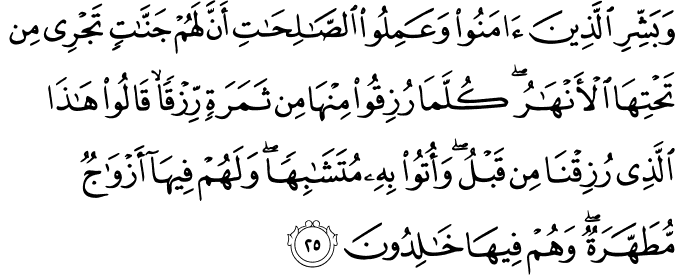 وَبَشِّرِ ٱلَّذِينَ ءَامَنُوا۟ وَعَمِلُوا۟ ٱلصَّـٰلِحَـٰتِ أَنَّ لَهُمْ جَنَّـٰتٍ تَجْرِى مِن
تَحْتِهَا ٱلْأَنْهَـٰرُ ۖ كُلَّمَا رُزِقُوا۟ مِنْهَا مِن ثَمَرَةٍ رِّزْقًا ۙ قَالُوا۟ هَـٰذَا
ٱلَّذِى رُزِقْنَا مِن قَبْلُ ۖ وَأُتُوا۟ بِهِۦ مُتَشَـٰبِهًا ۖ وَلَهُمْ فِيهَآ أَزْوَٰجٌ
مُّطَهَّرَةٌ ۖ وَهُمْ فِيهَا خَـٰلِدُونَ ٢٥